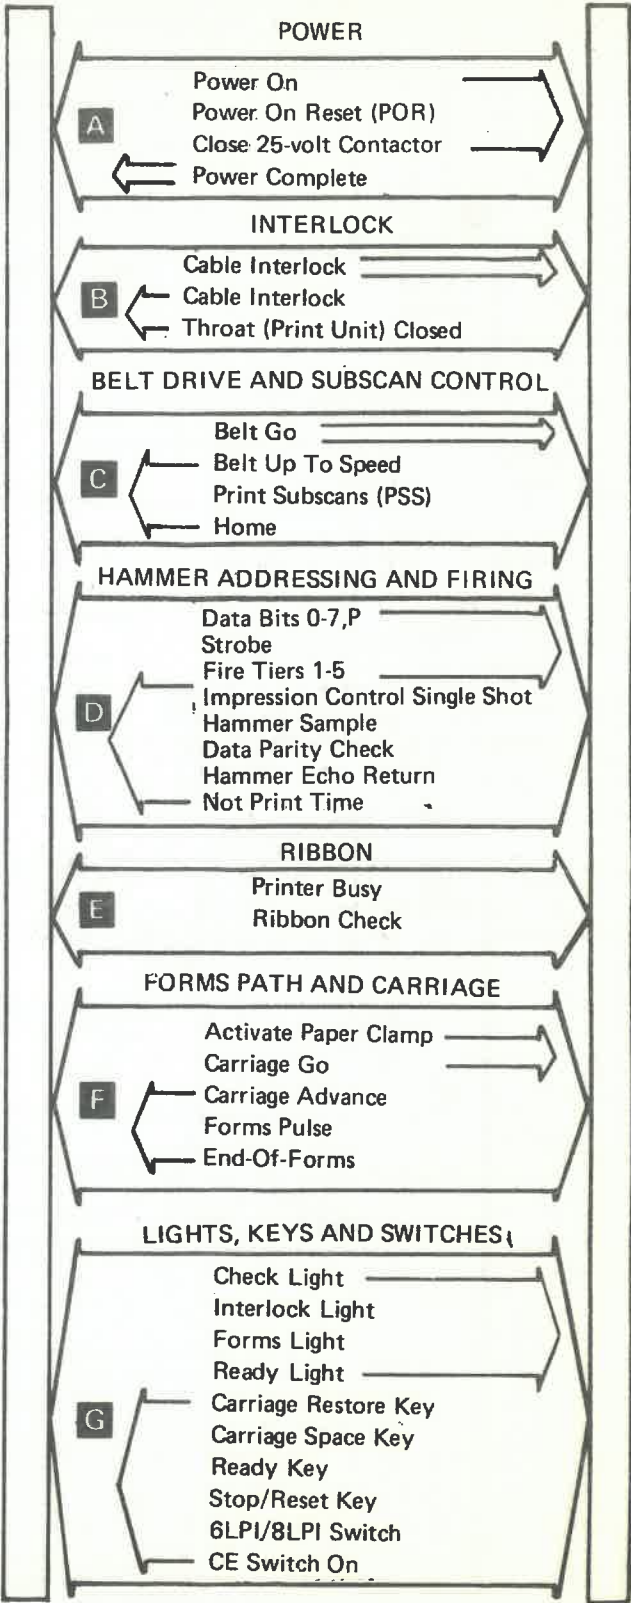 POWER
Power On
Power On Reset (POR)
A
Close 25-volt Contactor
Power Complete
INTERLOCK
Cable Interlock
B
Cable Interlock
Throat (Print Unit) Closed
BELT DRIVE AND SUBSCAN CONTROL
Belt Go
Belt Up To Speed
C
Print Subscans (PSS)
Home
HAMMER ADDRESSING AND FIRING
Data Bits 0-7,P
Strobe
Fire Tiers 1-5
Impression Control Single Shot
D
Hammer Sample
Data Parity Check
Hammer Echo Return
Not Print Time
RIBBON
Printer Busy
E
Ribbon Check
FORMS PATH AND CARRIAGE
Activate Paper Clamp
Carriage Go
F
Carriage Advance
Forms Pulse
End-Of-Forms
LIGHTS, KEYS AND SWITCHES
Check Light
Interlock Light
Forms Light
Ready Light
Carriage Restore Key
G
Carriage Space Key
Ready Key
Stop/Reset Key
6LPI/8LPI Switch
CE Switch On